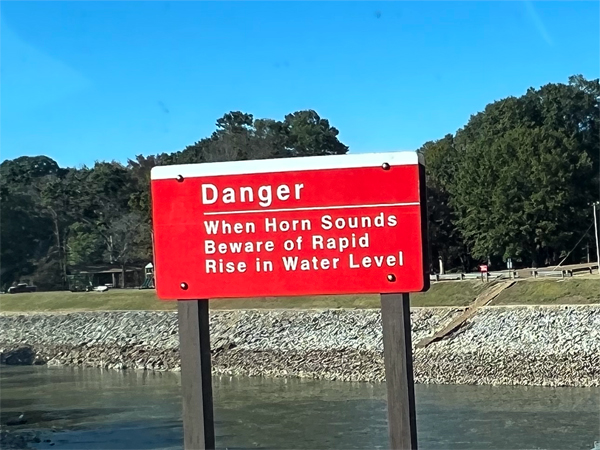 Danger
When Horn Sounds
Beware of Rapid
Rise in Water Level